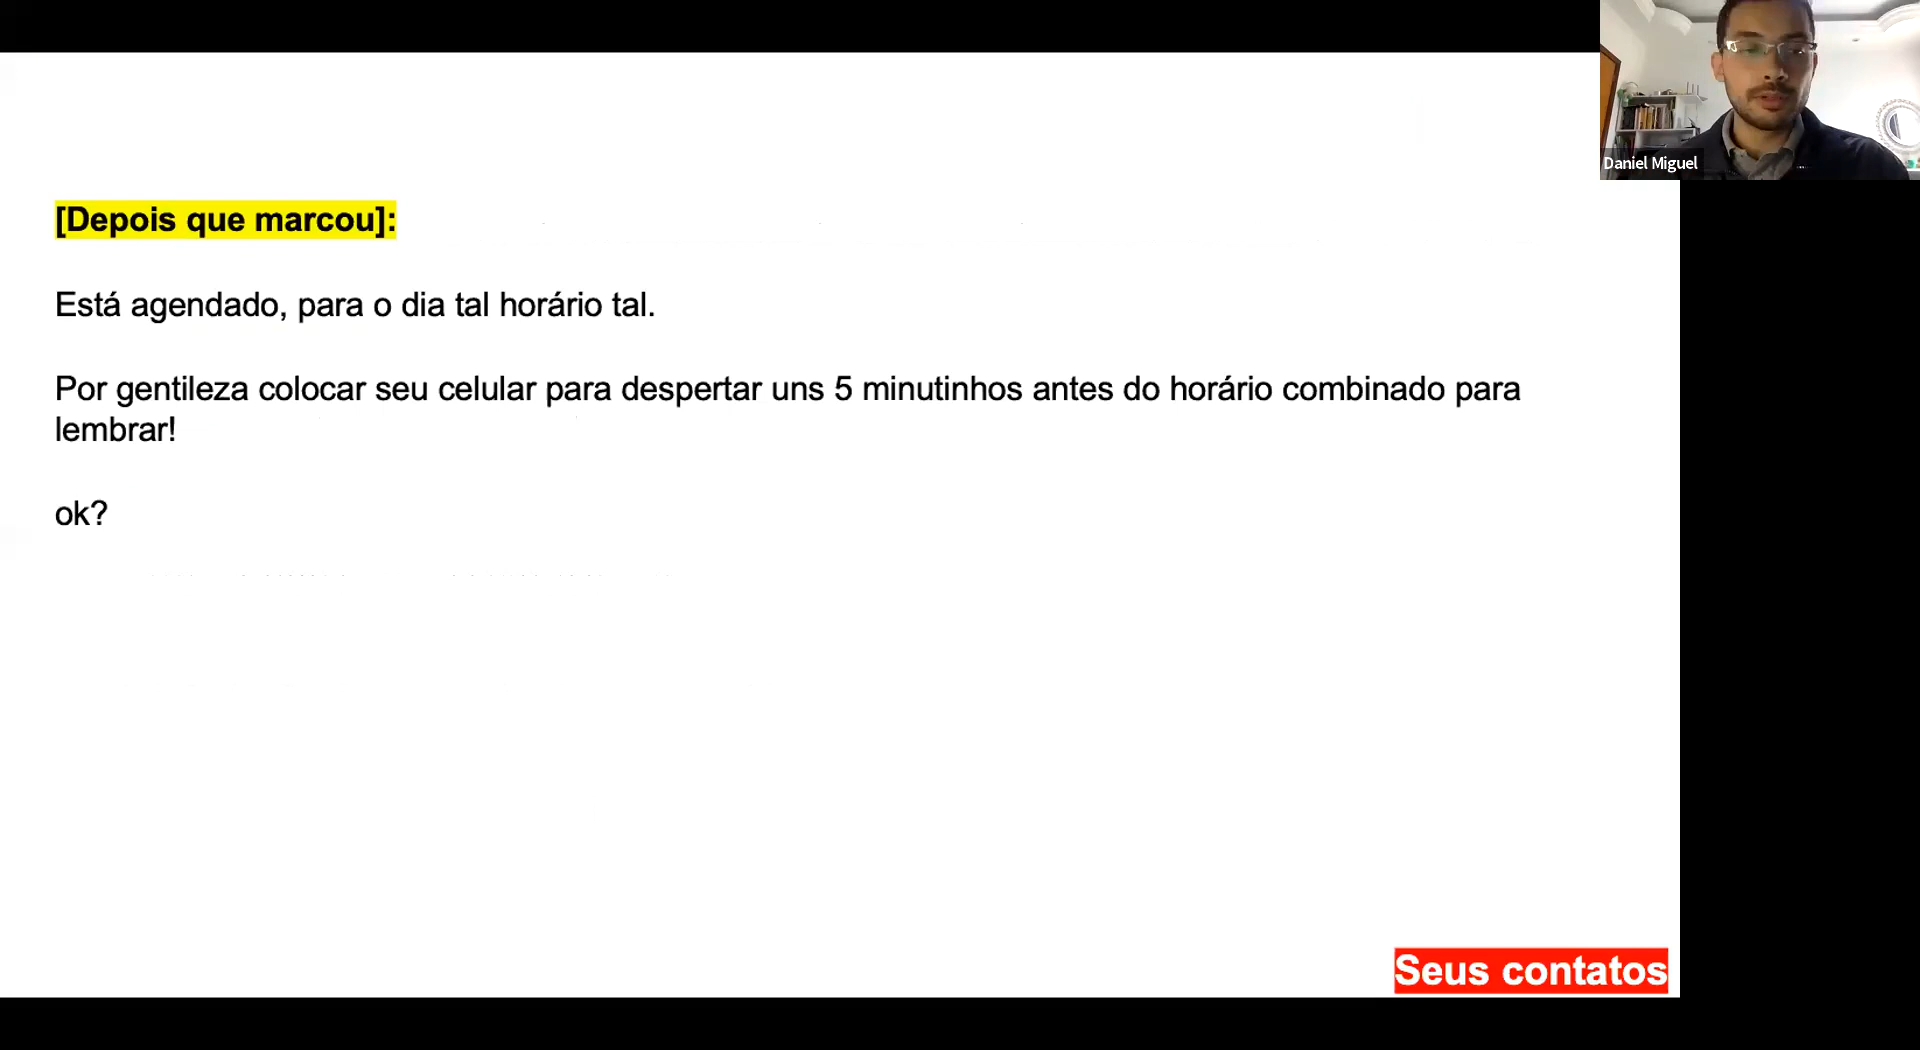 Daniel Miguel
[Depois que marcou]:
Está agendado, para o dia tal horário tal.
Por gentileza colocar seu celular para despertar uns 5 minutinhos antes do horário combinado para
lembrar!
ok?
Seus contatos